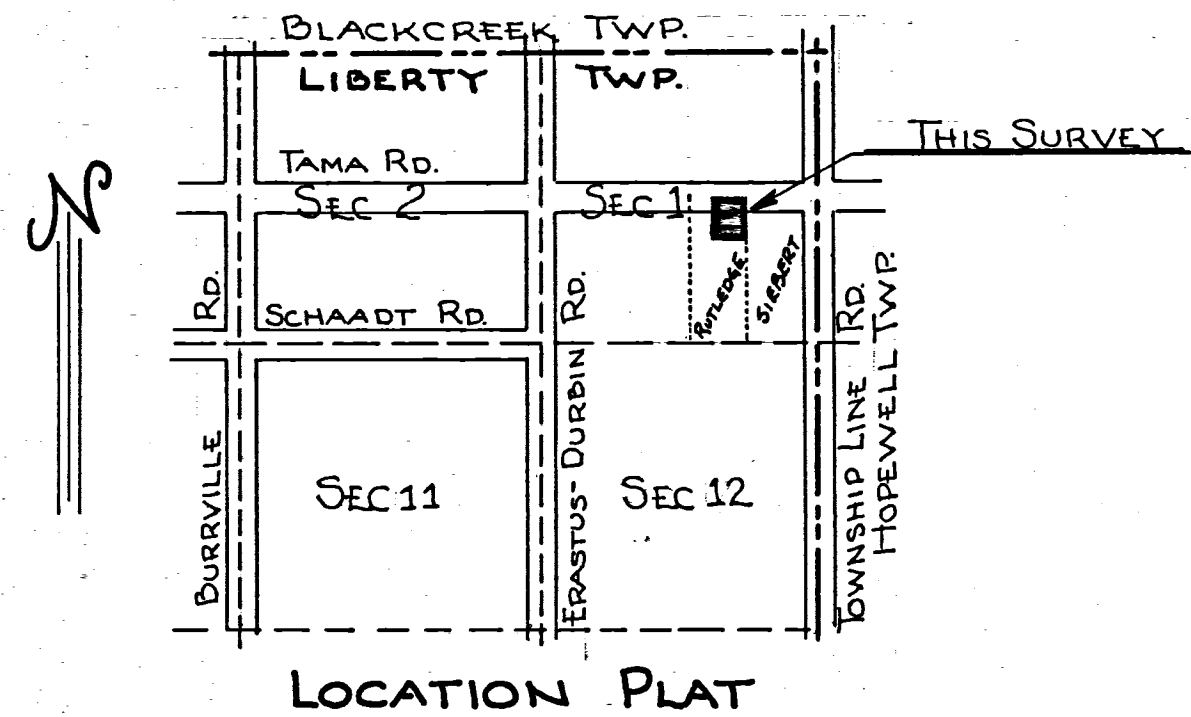 BLACKCREEK TWP.
LIBERTY TWP.
THIS SURVEY
TAMA RD.
SEC 2
SEC 1
N
RUTLEDGE
SIEBERT
RD.
SCHAADT RD.
RD.
RD.
BURRVILLE
ERASTUS-DURBIN
TOWNSHIP LINE
HOPEWELL TWP.
SEC 11
SEC 12
LOCATION PLAT